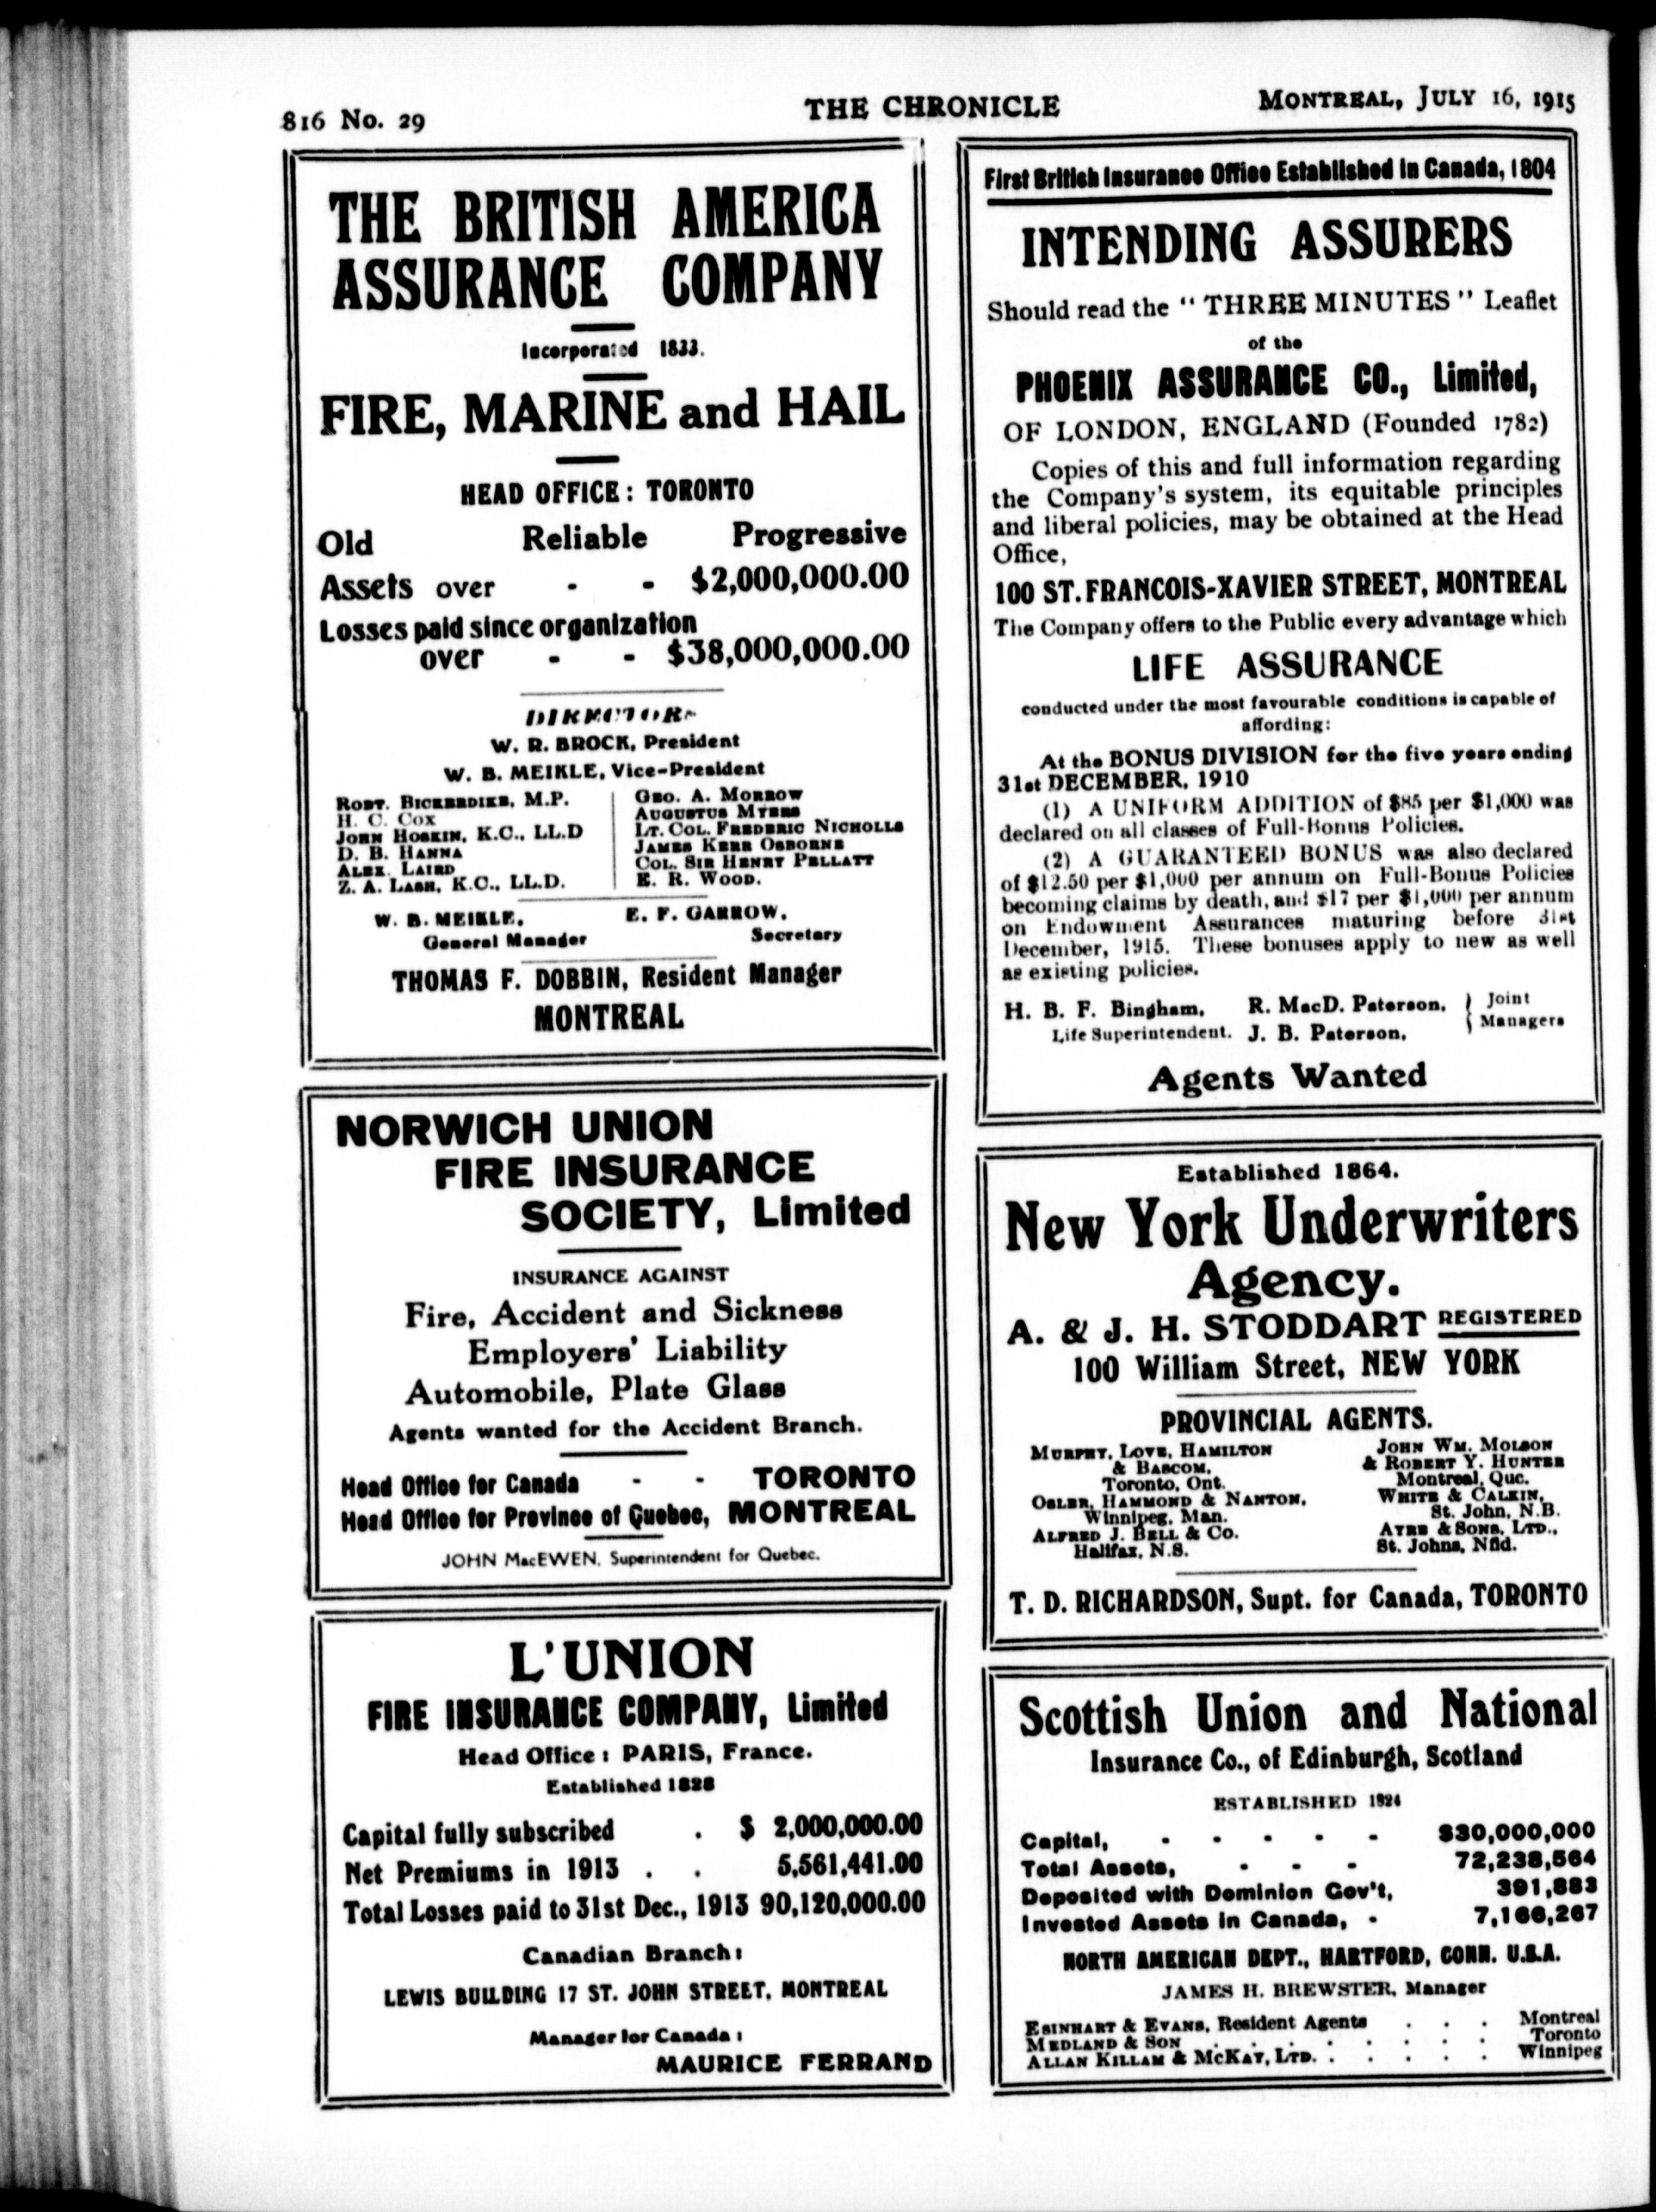 816 No. 29
THE CHRONICLE
MONTREAL, JULY 16, 1915
THE BRITISH AMERICA
ASSURANCE COMPANY
Incorporated 1833.
FIRE, MARINE and HAIL
HEAD OFFICE: TORONTO
Old Reliable Progressive
Assets over - - $2,000,000.00
Losses paid since organization
over - - $38,000,000.00
DIRECTORS
W. R. BROCK, President
W. B. MEIKLE, Vice-President
ROBT. BICKERDIKE, M.P.
H. C. COX
JOHN HOSKIN, K.C., LL.D
D. B. HANNA
ALEX. LAIRD
Z. A. LASH, K.C., LL.D.
GEO. A. MORROW
AUGUSTUS MYERS
LT. COL. FREDERIC NICHOLLS
JAMES KERR OSBORNE
COL. SIR HENRY PELLATT
E. R. WOOD.
W. B. MEIKLE,
General Manager
E. F. GARROW,
Secretary
THOMAS F. DOBBIN, Resident Manager
MONTREAL
NORWICH UNION
FIRE INSURANCE
SOCIETY, Limited
INSURANCE AGAINST
Fire, Accident and Sickness
Employers' Liability
Automobile, Plate Glass
Agents wanted for the Accident Branch.
Head Office for Canada - - TORONTO
Head Office for Province of Quebec, MONTREAL
JOHN MacEWEN, Superintendent for Quebec.
L'UNION
FIRE INSURANCE COMPANY, Limited
Head Office : PARIS, France.
Established 1828
Capital fully subscribed . $ 2,000,000.00
Net Premiums in 1913 . . 5,561,441.00
Total Losses paid to 31st Dec., 1913 90,120,000.00
Canadian Branch:
LEWIS BUILDING 17 ST. JOHN STREET, MONTREAL
Manager for Canada :
MAURICE FERRAND
First British Insurance Office Established in Canada, 1804
INTENDING ASSURERS
Should read the "THREE MINUTES" Leaflet
of the
PHOENIX ASSURANCE CO., Limited,
OF LONDON, ENGLAND (Founded 1782)
Copies of this and full information regarding
the Company's system, its equitable principles
and liberal policies, may be obtained at the Head
Office,
100 ST. FRANCOIS-XAVIER STREET, MONTREAL
The Company offers to the Public every advantage which
LIFE ASSURANCE
conducted under the most favourable conditions is capable of
affording:
At the BONUS DIVISION for the five years ending
31st DECEMBER, 1910
(1) A UNIFORM ADDITION of $85 per $1,000 was
declared on all classes of Full-Bonus Policies.
(2) A GUARANTEED BONUS was also declared
of $12.50 per $1,000 per annum on Full-Bonus Policies
becoming claims by death, and $17 per $1,000 per annum
on Endowment Assurances maturing before 31st
December, 1915. These bonuses apply to new as well
as existing policies.
H. B. F. Bingham,
Life Superintendent.
R. MacD. Paterson,
J. B. Paterson,
Joint
Managers
Agents Wanted
Established 1864.
New York Underwriters
Agency.
A. & J. H. STODDART REGISTERED
100 William Street, NEW YORK
PROVINCIAL AGENTS.
MURPHY, LOVE, HAMILTON
& BASCOM,
Toronto, Ont.
OSLER, HAMMOND & NANTON,
Winnipeg, Man.
ALFRED J. BELL & CO.
Halifax, N.S.
JOHN WM. MOLSON
& ROBERT Y. HUNTER
Montreal, Quc.
WHITE & CALKIN,
St. John, N.B.
AYRE & SONS, LTD.,
St. Johns, Nfld.
T. D. RICHARDSON, Supt. for Canada, TORONTO
Scottish Union and National
Insurance Co., of Edinburgh, Scotland
ESTABLISHED 1824
Capital, - - - - - $30,000,000
Total Assets, - - - 72,238,564
Deposited with Dominion Gov't, 391,883
Invested Assets in Canada, - 7,166,267
NORTH AMERICAN DEPT., HARTFORD, CONN. U.S.A.
JAMES H. BREWSTER, Manager
ESINHART & EVANS, Resident Agents . . . Montreal
MEDLAND & SON . . . . . . . Toronto
ALLAN KILLAM & MCKAY, LTD. . . . . . Winnipeg